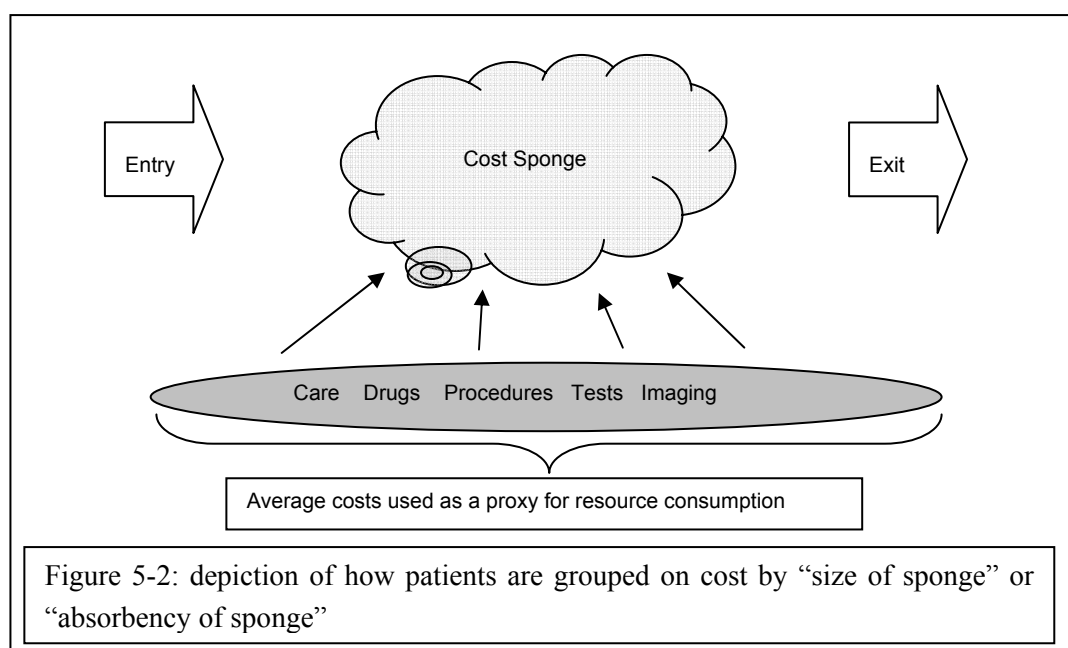 Cost Sponge
Entry
Exit
Care Drugs Procedures Tests Imaging
Average costs used as a proxy for resource consumption
Figure 5-2: depiction of how patients are grouped on cost by “size of sponge” or
“absorbency of sponge”